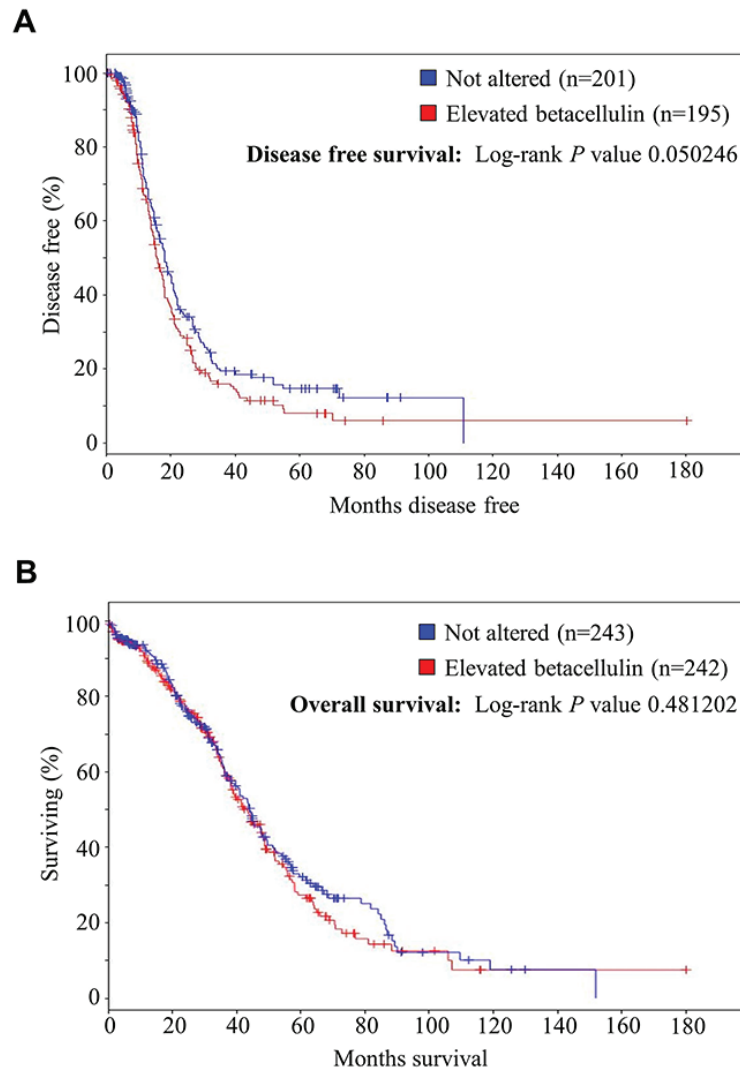 A
Not altered (n=201)
Elevated betacellulin (n=195)
Disease free survival: Log-rank P value 0.050246
Disease free (%)
100
80
60
40
20
0
0 20 40 60 80 100 120 140 160 180
Months disease free
B
Not altered (n=243)
Elevated betacellulin (n=242)
Overall survival: Log-rank P value 0.481202
Surviving (%)
100
80
60
40
20
0
0 20 40 60 80 100 120 140 160 180
Months survival